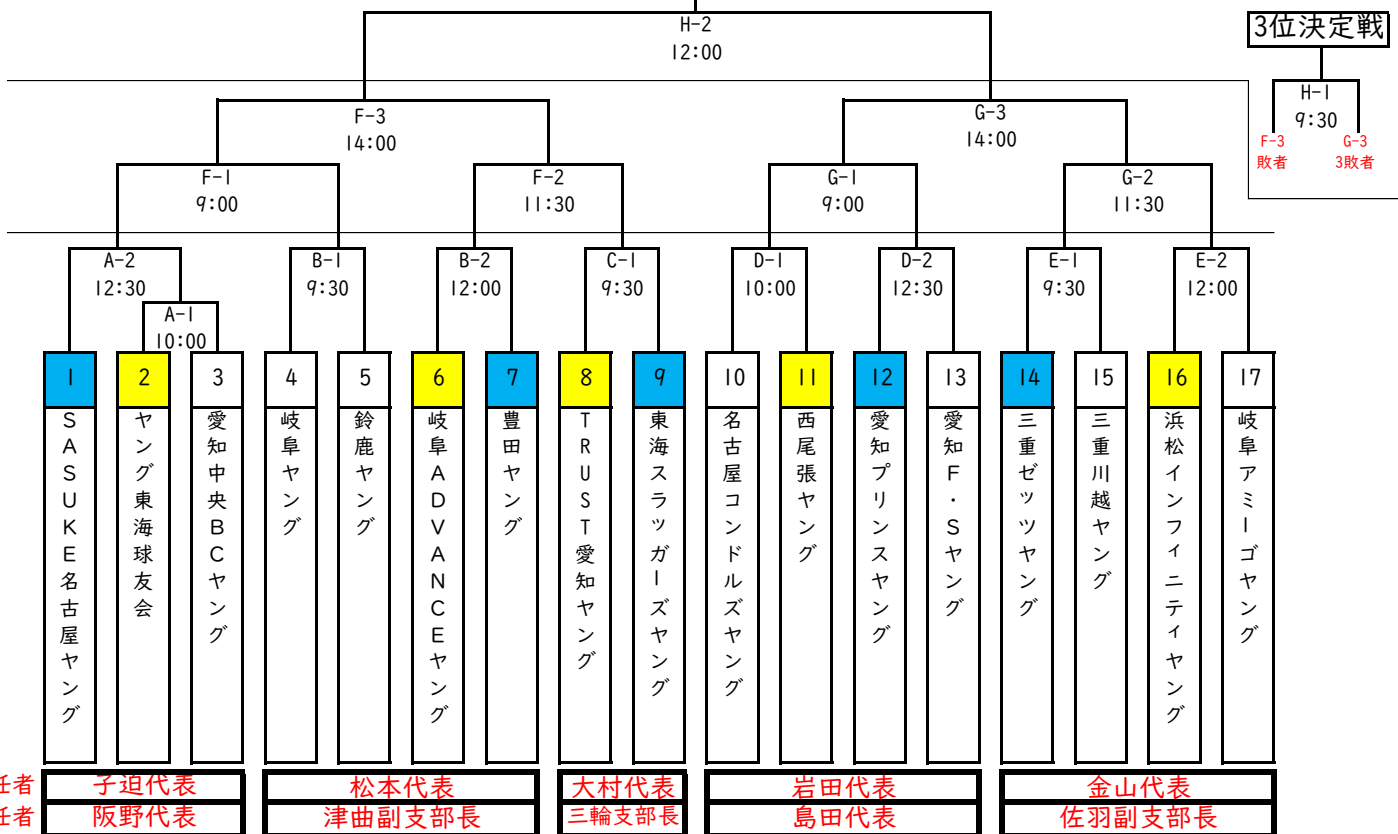 H-2
12:00
3位決定戦
H-1
9:30
F-3
敗者
G-3
3敗者
F-3
14:00
G-3
14:00
F-1
9:00
F-2
11:30
G-1
9:00
G-2
11:30
A-2
12:30
B-1
9:30
B-2
12:00
C-1
9:30
D-1
10:00
D-2
12:30
E-1
9:30
E-2
12:00
A-1
10:00
1
2
3
4
5
6
7
8
9
10
11
12
13
14
15
16
17
SASUKE名古屋ヤング
ヤング東海球友会
愛知中央BCヤング
岐阜ヤング
鈴鹿ヤング
岐阜ADVANCEヤング
豊田ヤング
TRUST愛知ヤング
東海スラッガーズヤング
名古屋コンドルズヤング
西尾張ヤング
愛知プリンスヤング
愛知F・Sヤング
三重ゼッツヤング
三重川越ヤング
浜松インフィニティヤング
岐阜アミーゴヤング
任者
子迫代表
松本代表
大村代表
岩田代表
金山代表
任者
阪野代表
津曲副支部長
三輪支部長
島田代表
佐羽副支部長